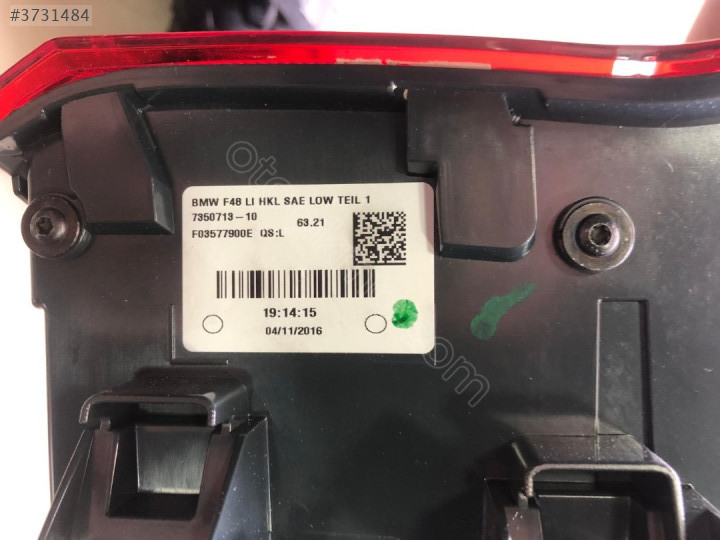 #3731484
BMW F48 LI HKL SAE LOW TEIL 1
7350713-10
63.21
F03577900E QS:L
19:14:15
04/11/2016